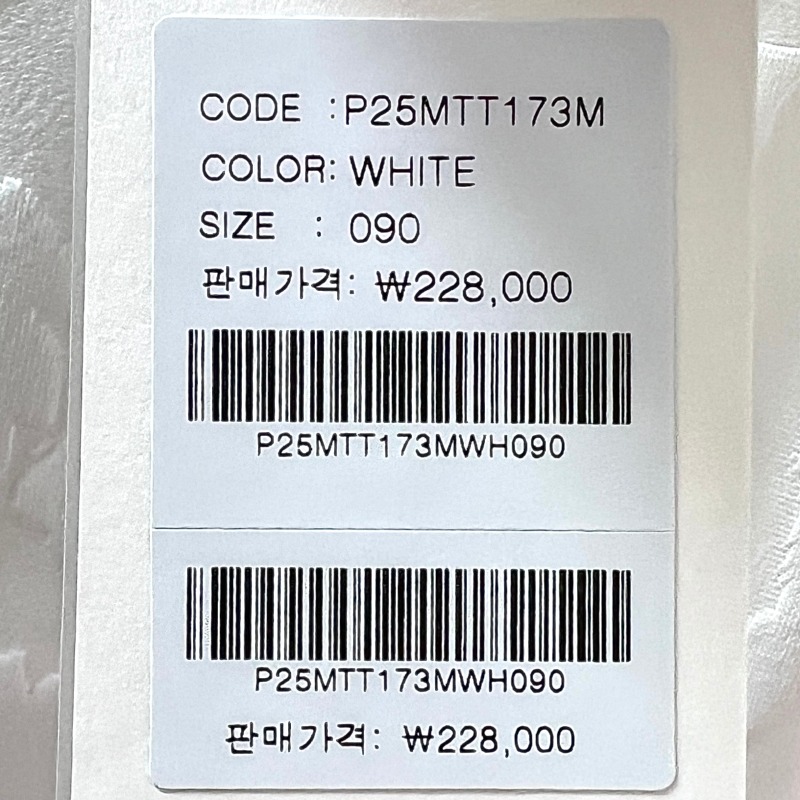 CODE :P25MTT173M
COLOR: WHITE
SIZE : 090
판매가격: ₩228,000
P25MTT173MWH090
P25MTT173MWH090
판매가격: ₩228,000